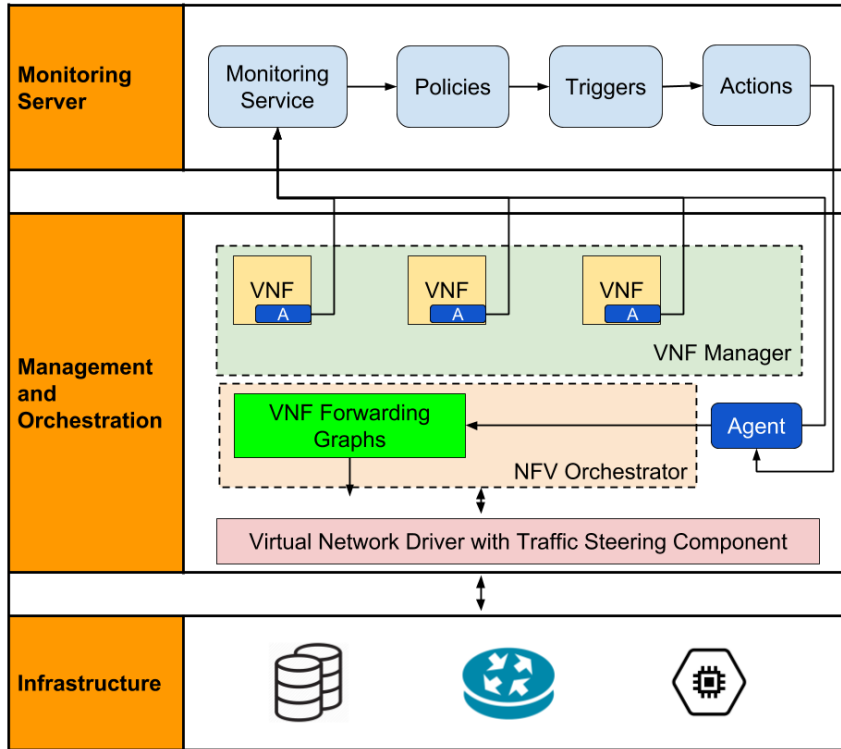 Monitoring
Server
Monitoring
Service
Policies
Triggers
Actions
Management
and
Orchestration
VNF
A
VNF
A
VNF
A
VNF Manager
VNF Forwarding
Graphs
Agent
NFV Orchestrator
Virtual Network Driver with Traffic Steering Component
Infrastructure